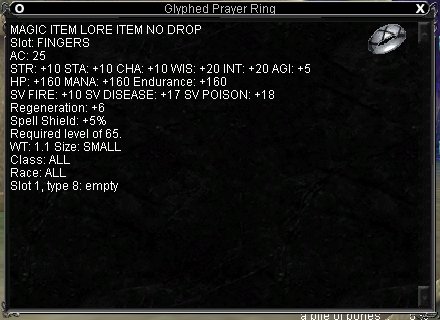 O Glyphed Prayer Ring X
MAGIC ITEM LORE ITEM NO DROP
Slot: FINGERS
AC: 25
STR: +10 STA: +10 CHA: +10 WIS: +20 INT: +20 AGI: +5
HP: +160 MANA: +160 Endurance: +160
SV FIRE: +10 SV DISEASE: +17 SV POISON: +18
Regeneration: +6
Spell Shield: +5%
Required level of 65.
WT: 1.1 Size: SMALL
Class: ALL
Race: ALL
Slot 1, type 8: empty
a pile of bones